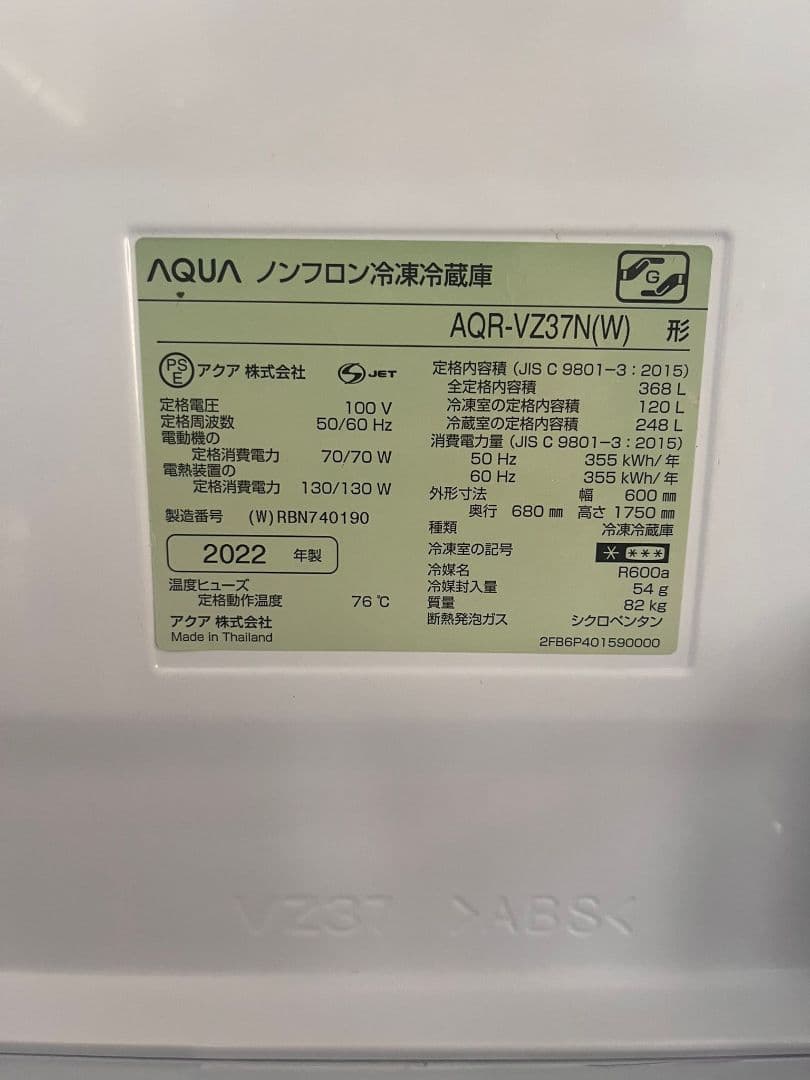 AQUA ノンフロン冷凍冷蔵庫
G
AQR-VZ37N(W) 形
PS E アクア 株式会社 S JET
定格電圧 100 V
定格周波数 50/60 Hz
電動機の
定格消費電力 70/70 W
電熱装置の
定格消費電力 130/130 W
製造番号 (W)RBN740190
2022 年製
温度ヒューズ
定格動作温度 76 ℃
アクア 株式会社
Made in Thailand
定格内容積 (JIS C 9801-3 : 2015)
全定格内容積 368 L
冷凍室の定格内容積 120 L
冷蔵室の定格内容積 248 L
消費電力量 (JIS C 9801-3 : 2015)
50 Hz 355 kWh/年
60 Hz 355 kWh/年
外形寸法 幅 600 ㎜
奥行 680 ㎜ 高さ 1750 ㎜
種類 冷凍冷蔵庫
冷凍室の記号 * ***
冷媒名 R600a
冷媒封入量 54 g
質量 82 kg
断熱発泡ガス シクロペンタン
2FB6P401590000
VZ37 >ABS<